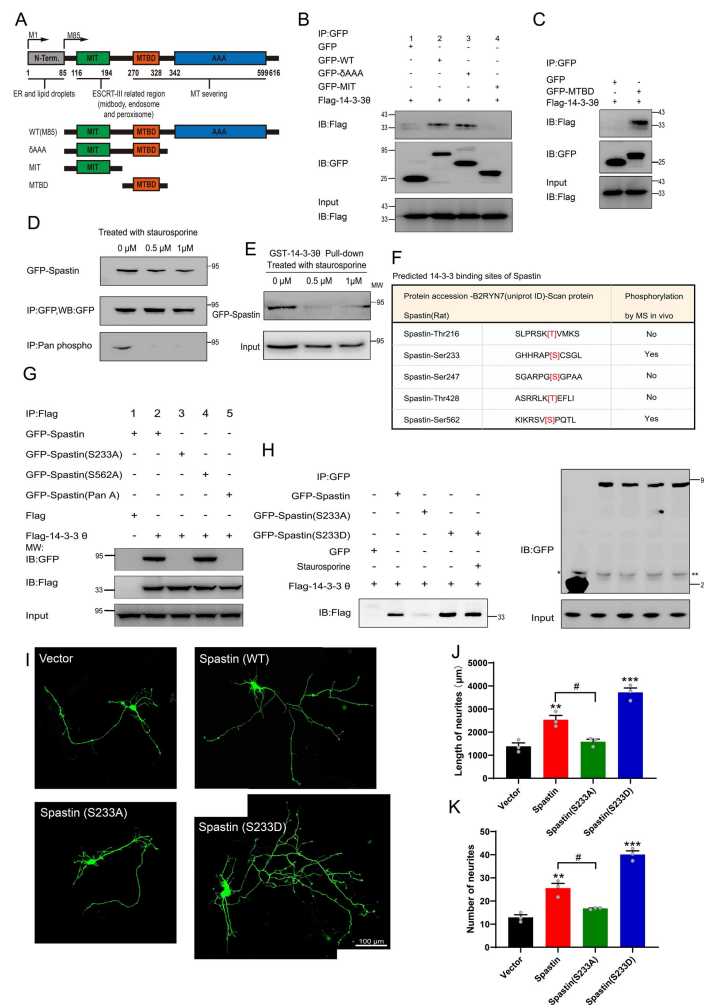 A
M1
M85
N-Term.
MIT
MTBD
AAA
1 85 116 194 270 328 342 599 616
ER and lipid droplets
ESCRT-III related region
(midbody, endosome
and peroxisome)
MT severing
WT(M85)
MIT
MTBD
AAA
δAAA
MIT
MTBD
MIT
MIT
MTBD
MTBD
B
IP:GFP
1 2 3 4
GFP
+ - - -
GFP-WT
- + - -
GFP-δAAA
- - + -
GFP-MIT
- - - +
Flag-14-3-3θ
+ + + +
IB:Flag
43
33
IB:GFP
95
72
55
43
33
25
Input
IB:Flag
43
33
C
IP:GFP
GFP
+ -
GFP-MTBD
- +
Flag-14-3-3θ
+ +
IB:Flag
43
33
IB:GFP
25
Input
IB:Flag
43
33
D
Treated with staurosporine
0 μM 0.5 μM 1μM
GFP-Spastin
95
IP:GFP,WB:GFP
95
IP:Pan phospho
95
E
GST-14-3-3θ Pull-down
Treated with staurosporine
0 μM 0.5 μM 1μM
MW
GFP-Spastin
95
Input
95
F
Predicted 14-3-3 binding sites of Spastin
Protein accession -B2RYN7(uniprot ID)-Scan protein
Spastin(Rat)
Phosphorylation
by MS in vivo
Spastin-Thr216 SLPRSK[T]VMKS No
Spastin-Ser233 GHHRAP[S]CSGL Yes
Spastin-Ser247 SGARPG[S]GPAA No
Spastin-Thr428 ASRRLK[T]EFLI No
Spastin-Ser562 KIKRSV[S]PQTL Yes
G
IP:Flag
1 2 3 4 5
GFP-Spastin
+ + - - -
GFP-Spastin(S233A)
- - + - -
GFP-Spastin(S562A)
- - - + -
GFP-Spastin(Pan A)
- - - - +
Flag
+ - - - -
Flag-14-3-3 θ
- + + + +
MW:
IB:GFP
95
IB:Flag
33
Input
95
H
IP:GFP
GFP-Spastin
- + - - -
GFP-Spastin(S233A)
- - + - -
GFP-Spastin(S233D)
- - - + +
GFP
+ - - - -
Staurosporine
- - - - +
Flag-14-3-3 θ
+ + + + +
IB:Flag
33
IB:GFP
9
*
**
2
Input
I
Vector
Spastin (WT)
Spastin (S233A)
Spastin (S233D)
100 μm
J
Length of neurites (μm)
5000
4000
3000
2000
1000
0
**
#
***
Vector
Spastin
Spastin(S233A)
Spastin(S233D)
K
Number of neurites
50
40
30
20
10
0
**
#
***
Vector
Spastin
Spastin(S233A)
Spastin(S233D)